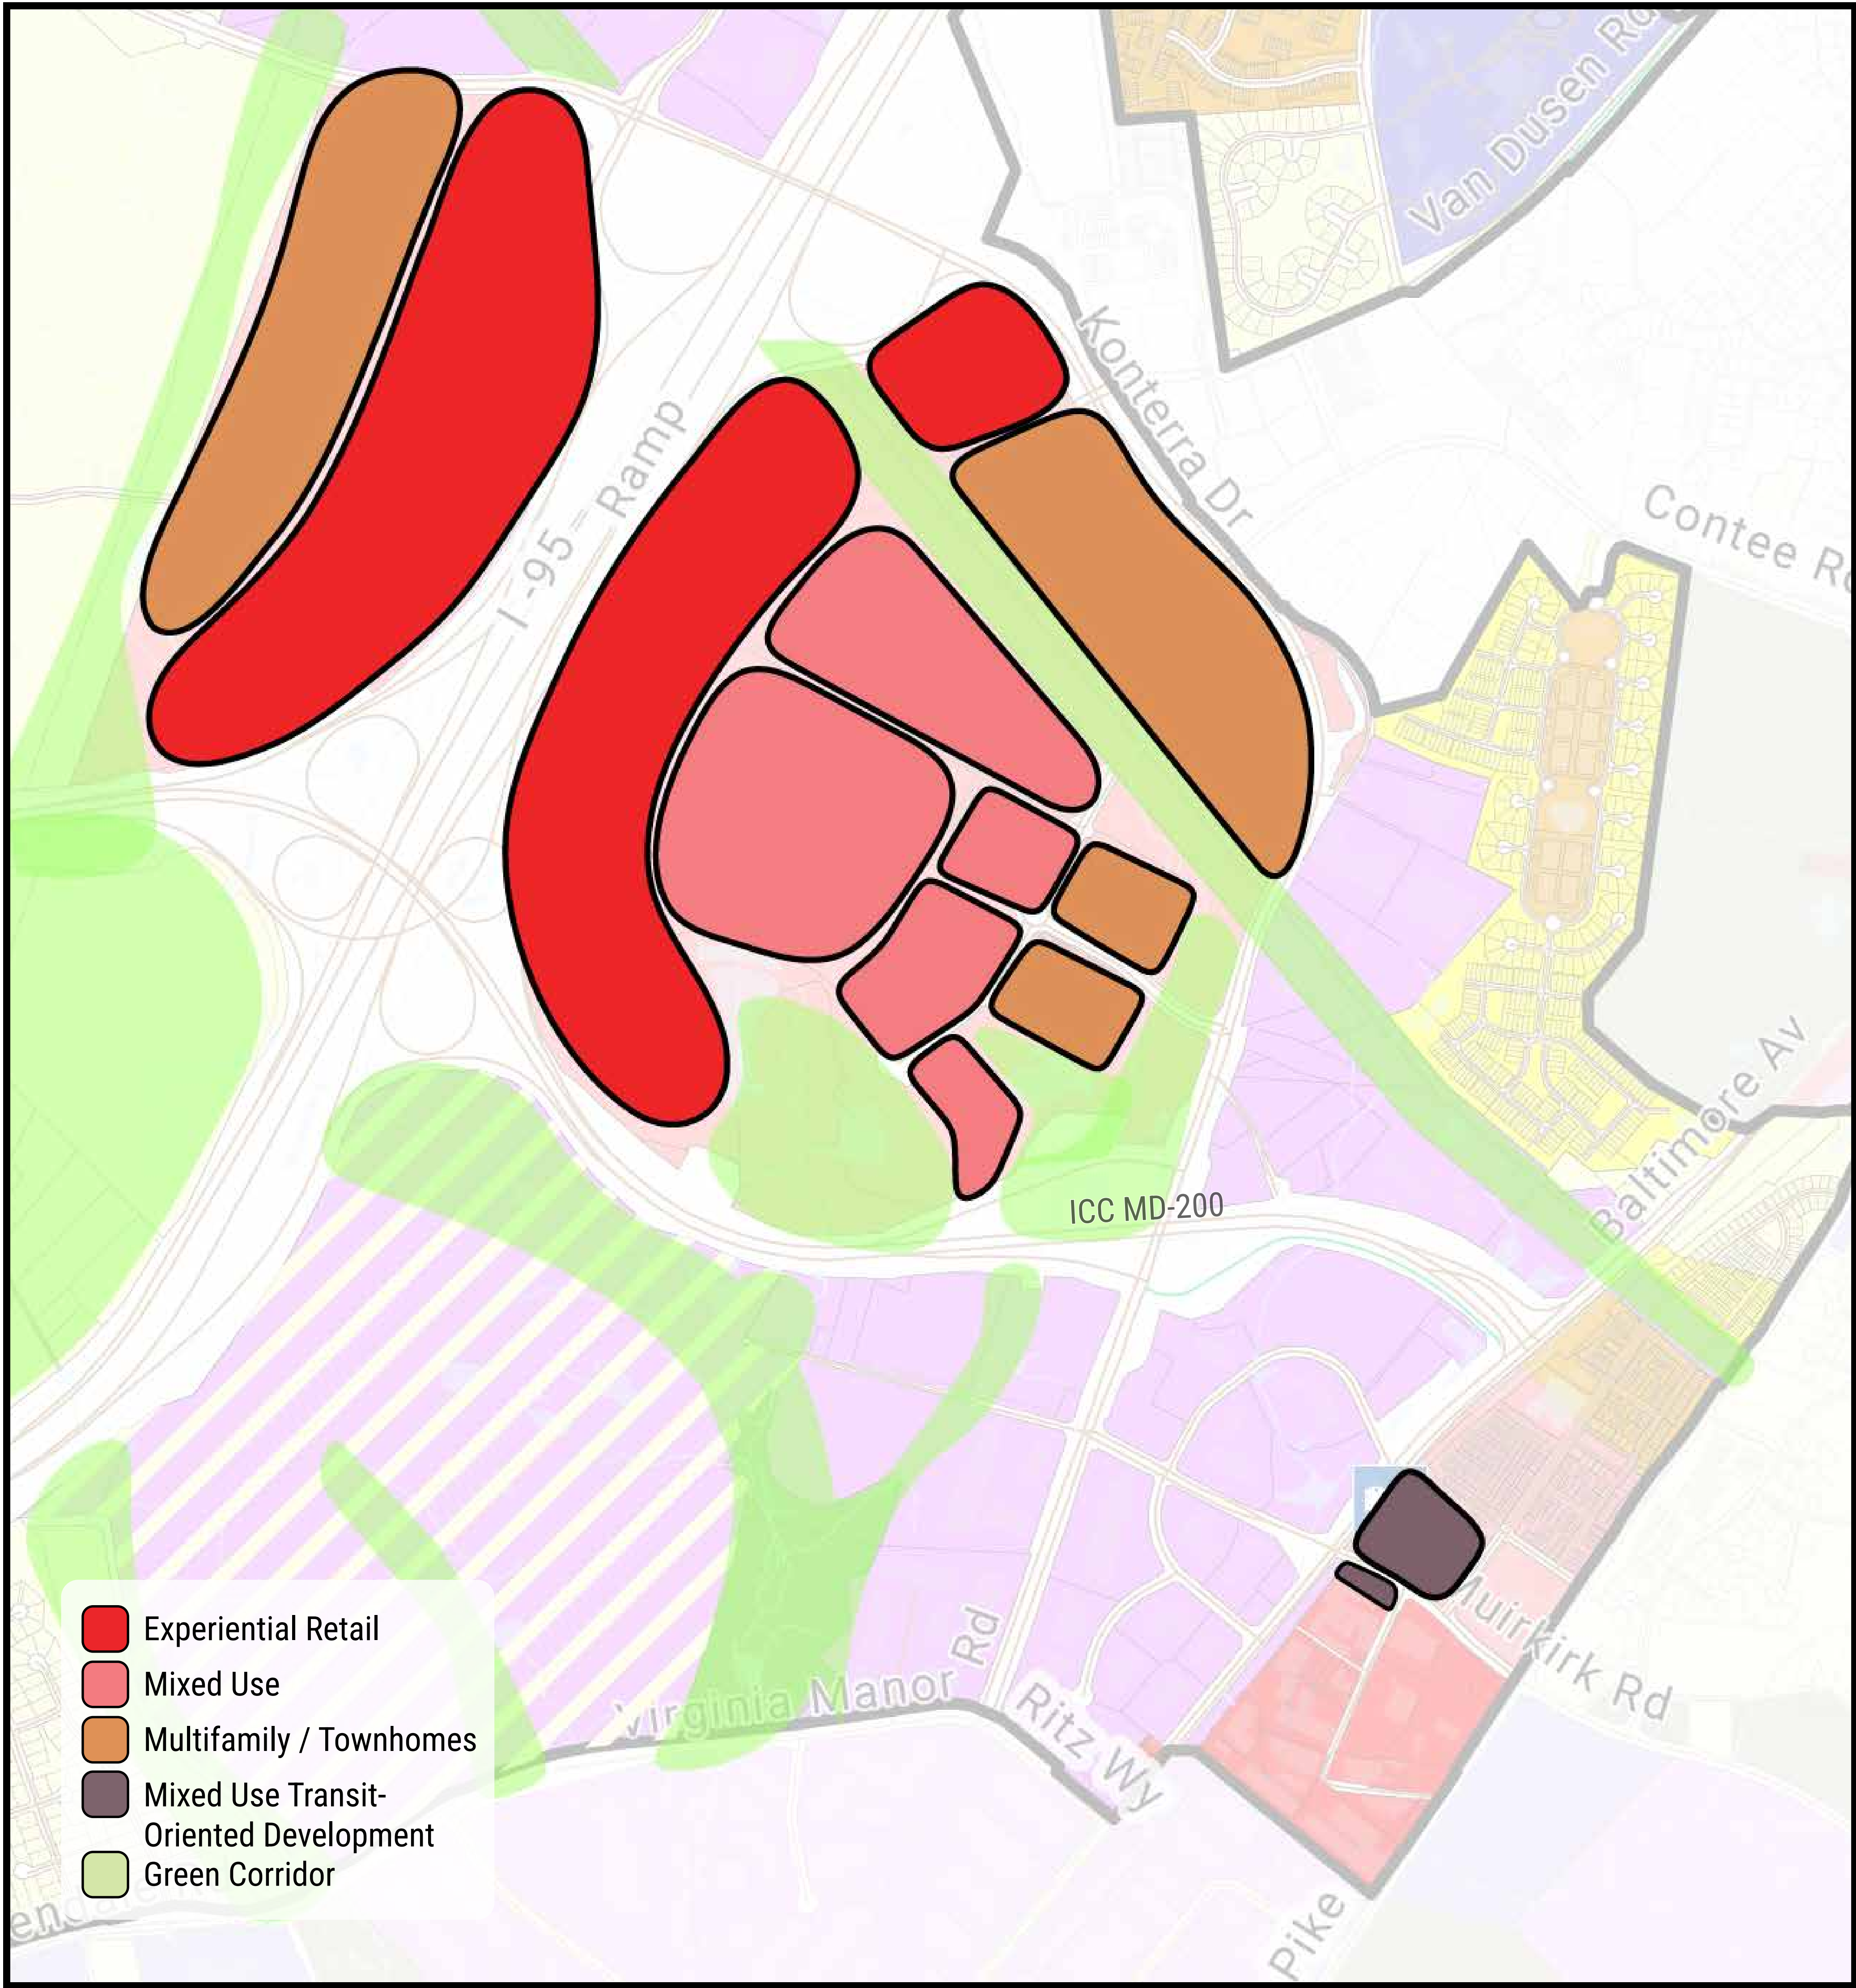 Van Dusen Rd
Konterra Dr
I-95 Ramp
Contee Rd
Baltimore Av
ICC MD-200
Muirkirk Rd
Virginia Manor Rd
Ritz Wy
Pike
Experiential Retail
Mixed Use
Multifamily / Townhomes
Mixed Use Transit-
Oriented Development
Green Corridor